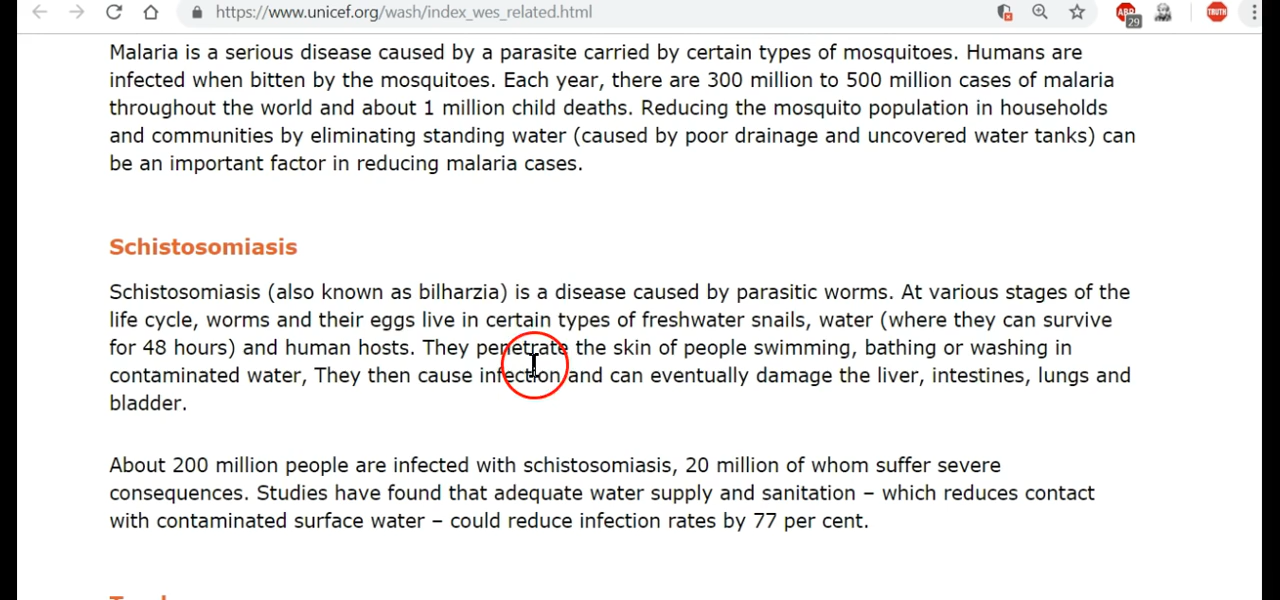 https://www.unicef.org/wash/index_wes_related.html
ABP
29
TRUTH
Malaria is a serious disease caused by a parasite carried by certain types of mosquitoes. Humans are
infected when bitten by the mosquitoes. Each year, there are 300 million to 500 million cases of malaria
throughout the world and about 1 million child deaths. Reducing the mosquito population in households
and communities by eliminating standing water (caused by poor drainage and uncovered water tanks) can
be an important factor in reducing malaria cases.
Schistosomiasis
Schistosomiasis (also known as bilharzia) is a disease caused by parasitic worms. At various stages of the
life cycle, worms and their eggs live in certain types of freshwater snails, water (where they can survive
for 48 hours) and human hosts. They penetrate the skin of people swimming, bathing or washing in
contaminated water, They then cause infection and can eventually damage the liver, intestines, lungs and
bladder.
About 200 million people are infected with schistosomiasis, 20 million of whom suffer severe
consequences. Studies have found that adequate water supply and sanitation – which reduces contact
with contaminated surface water – could reduce infection rates by 77 per cent.